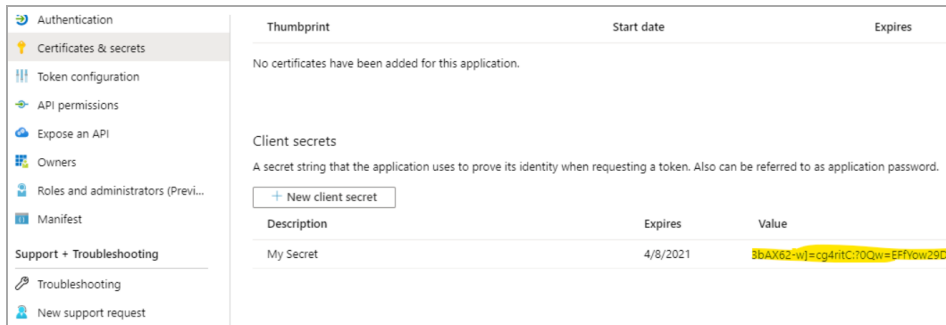 Authentication
Certificates & secrets
Token configuration
API permissions
Expose an API
Owners
Roles and administrators (Previ...
Manifest
Support + Troubleshooting
Troubleshooting
New support request
Thumbprint Start date Expires
No certificates have been added for this application.
Client secrets
A secret string that the application uses to prove its identity when requesting a token. Also can be referred to as application password.
+ New client secret
Description Expires Value
My Secret 4/8/2021 3bAX62-w]=cg4ritC:?0Qw=EFfYow29D